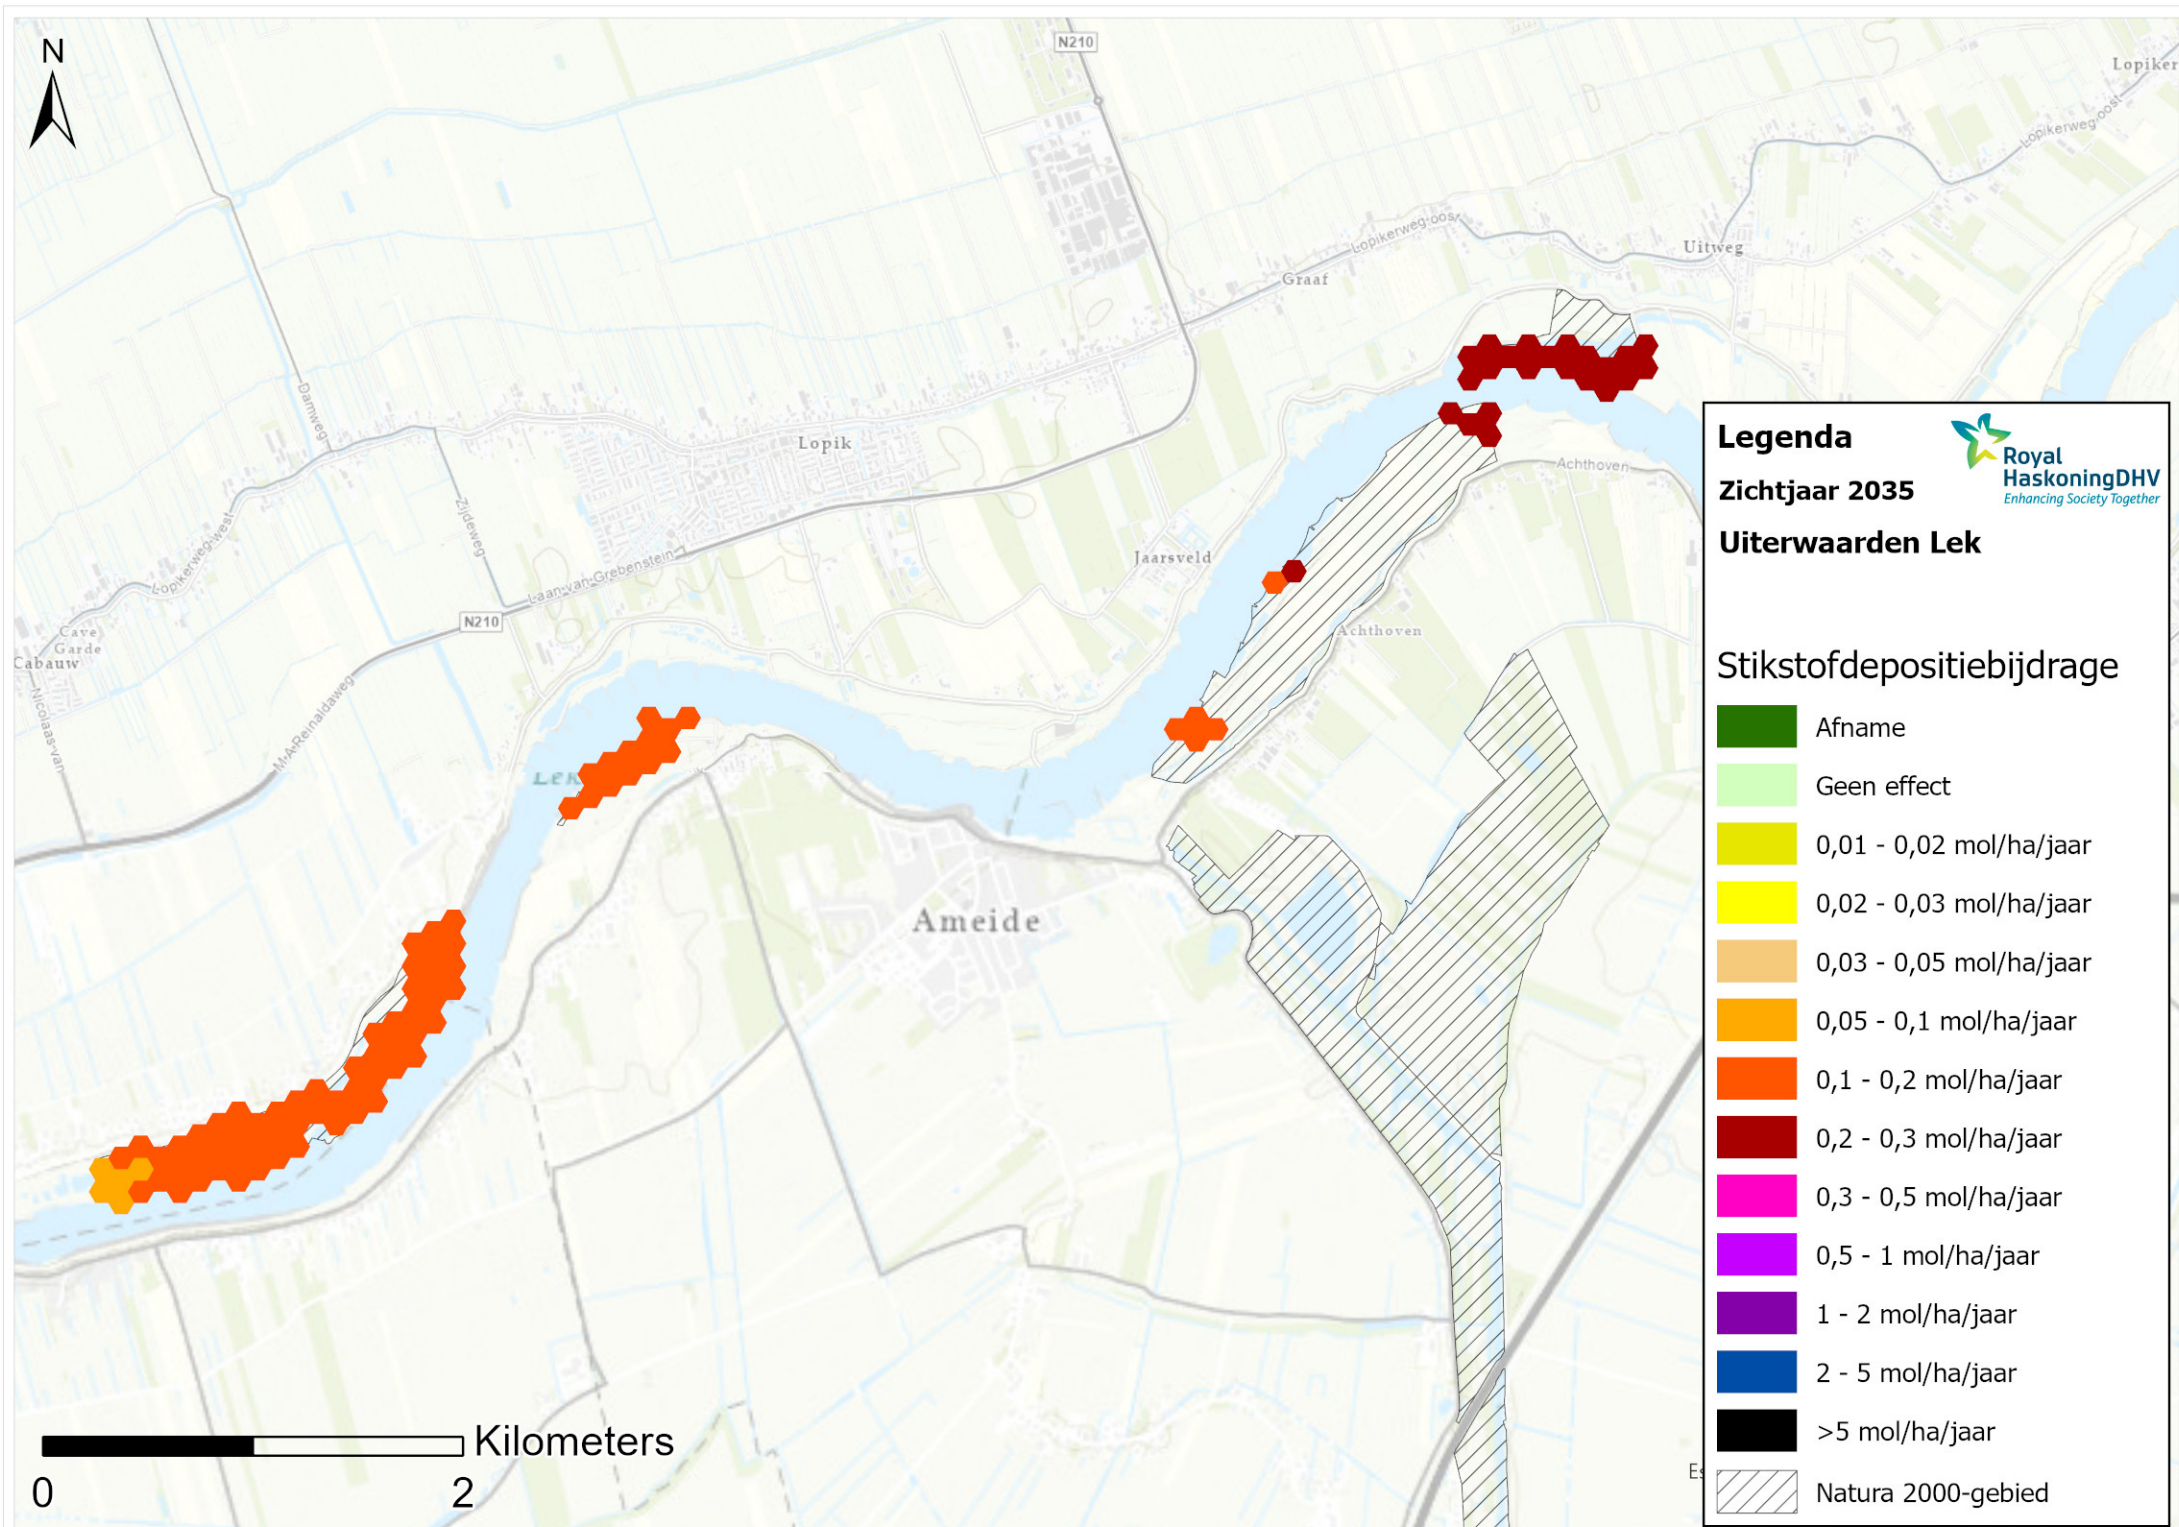 N
N210
Lopiker
Lopikerweg-oost
Uitweg
Lopikerweg-oost
Graaf
Damweg
Lopik
Achthoven
Zijdeweg
Jaarsveld
Lopikerweg-west
Laan-van-Grebenstein
N210
Cave
Garde
Cabauw
Achthoven
Nicolaas-van
M-A-Reinaldaweg
Lek
Ameide
Kilometers
0
2
Legenda
Zichtjaar 2035
Uiterwaarden Lek
Royal
HaskoningDHV
Enhancing Society Together
Stikstofdepositiebijdrage
Afname
Geen effect
0,01 - 0,02 mol/ha/jaar
0,02 - 0,03 mol/ha/jaar
0,03 - 0,05 mol/ha/jaar
0,05 - 0,1 mol/ha/jaar
0,1 - 0,2 mol/ha/jaar
0,2 - 0,3 mol/ha/jaar
0,3 - 0,5 mol/ha/jaar
0,5 - 1 mol/ha/jaar
1 - 2 mol/ha/jaar
2 - 5 mol/ha/jaar
>5 mol/ha/jaar
Natura 2000-gebied